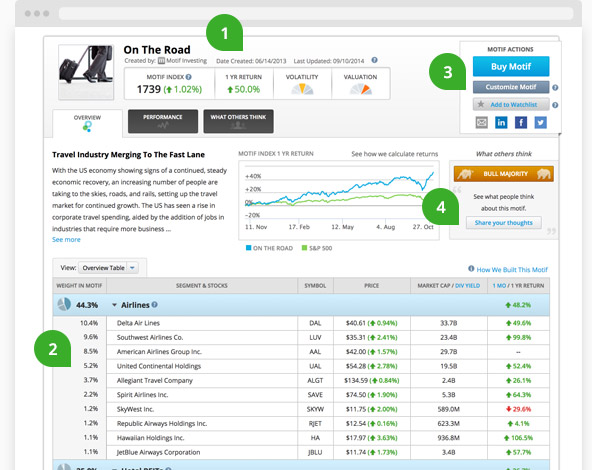 1
On The Road
Created by: m Motif Investing Date Created: 06/14/2013 Last Updated: 09/10/2014 ?
MOTIF INDEX ? 1 YR RETURN VOLATILITY VALUATION
1739 (1.02%) 50.0%
MOTIF ACTIONS
3
Buy Motif
Customize Motif ?
Add to Watchlist ?
in f
OVERVIEW PERFORMANCE WHAT OTHERS THINK
Travel Industry Merging To The Fast Lane
With the US economy showing signs of a continued, steady
economic recovery, an increasing number of people are
taking to the skies, roads, and rails, setting up the travel
market for continued growth. The US has seen a rise in
corporate travel spending, aided by the addition of jobs in
industries that require more business ...
See more
MOTIF INDEX 1 YR RETURN See how we calculate returns
+40%
+20%
0%
-20%
11. Nov 17. Feb 12. May 4. Aug 27. Oct
ON THE ROAD S&P 500
What others think
BULL MAJORITY
4
See what people think
about this motif.
Share your thoughts
View: Overview Table
How We Built This Motif
WEIGHT IN MOTIF SEGMENT & STOCKS SYMBOL PRICE MARKET CAP / DIV YIELD 1 MO / 1 YR RETURN
44.3% Airlines ? 48.2%
10.4% Delta Air Lines DAL $40.61 (0.94%) 33.7B 49.6%
2
9.6% Southwest Airlines Co. LUV $35.31 (2.41%) 23.4B 99.8%
8.5% American Airlines Group Inc. AAL $42.00 (1.57%) 29.7B --
5.2% United Continental Holdings UAL $54.28 (2.78%) 19.5B 52.4%
3.7% Allegiant Travel Company ALGT $134.59 (0.84%) 2.4B 26.1%
2.2% Spirit Airlines Inc. SAVE $74.50 (1.90%) 5.3B 64.3%
1.2% SkyWest Inc. SKYW $11.75 (2.00%) 589.0M 29.6%
1.2% Republic Airways Holdings Inc. RJET $12.54 (0.16%) 623.3M 4.1%
1.1% Hawaiian Holdings Inc. HA $17.97 (3.63%) 936.8M 106.5%
1.1% JetBlue Airways Corporation JBLU $11.74 (1.73%) 3.4B 57.7%